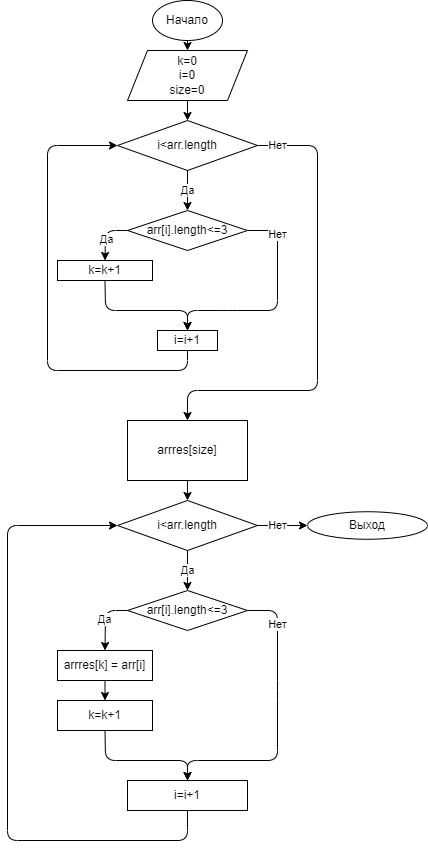 Начало
k=0
i=0
size=0
i<arr.length
Нет
Да
arr[i].length<=3
Да
Нет
k=k+1
i=i+1
arrres[size]
i<arr.length
Нет
Выход
Да
arr[i].length<=3
Да
Нет
arrres[k] = arr[i]
k=k+1
i=i+1